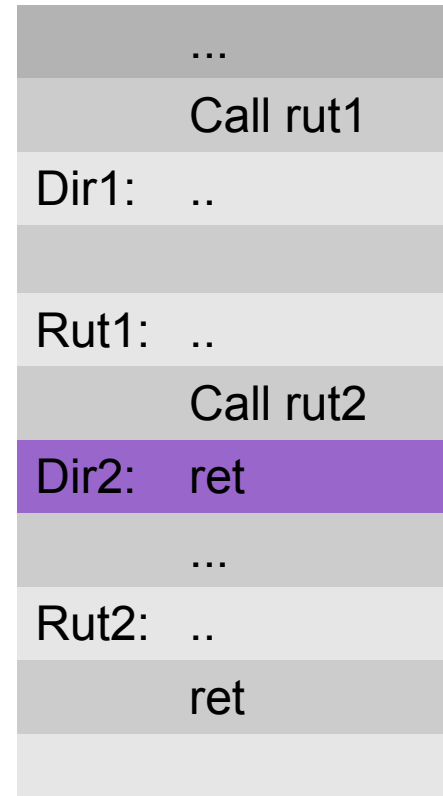 ...
Call rut1
Dir1: ..
Rut1: ..
Call rut2
Dir2: ret
...
Rut2: ..
ret